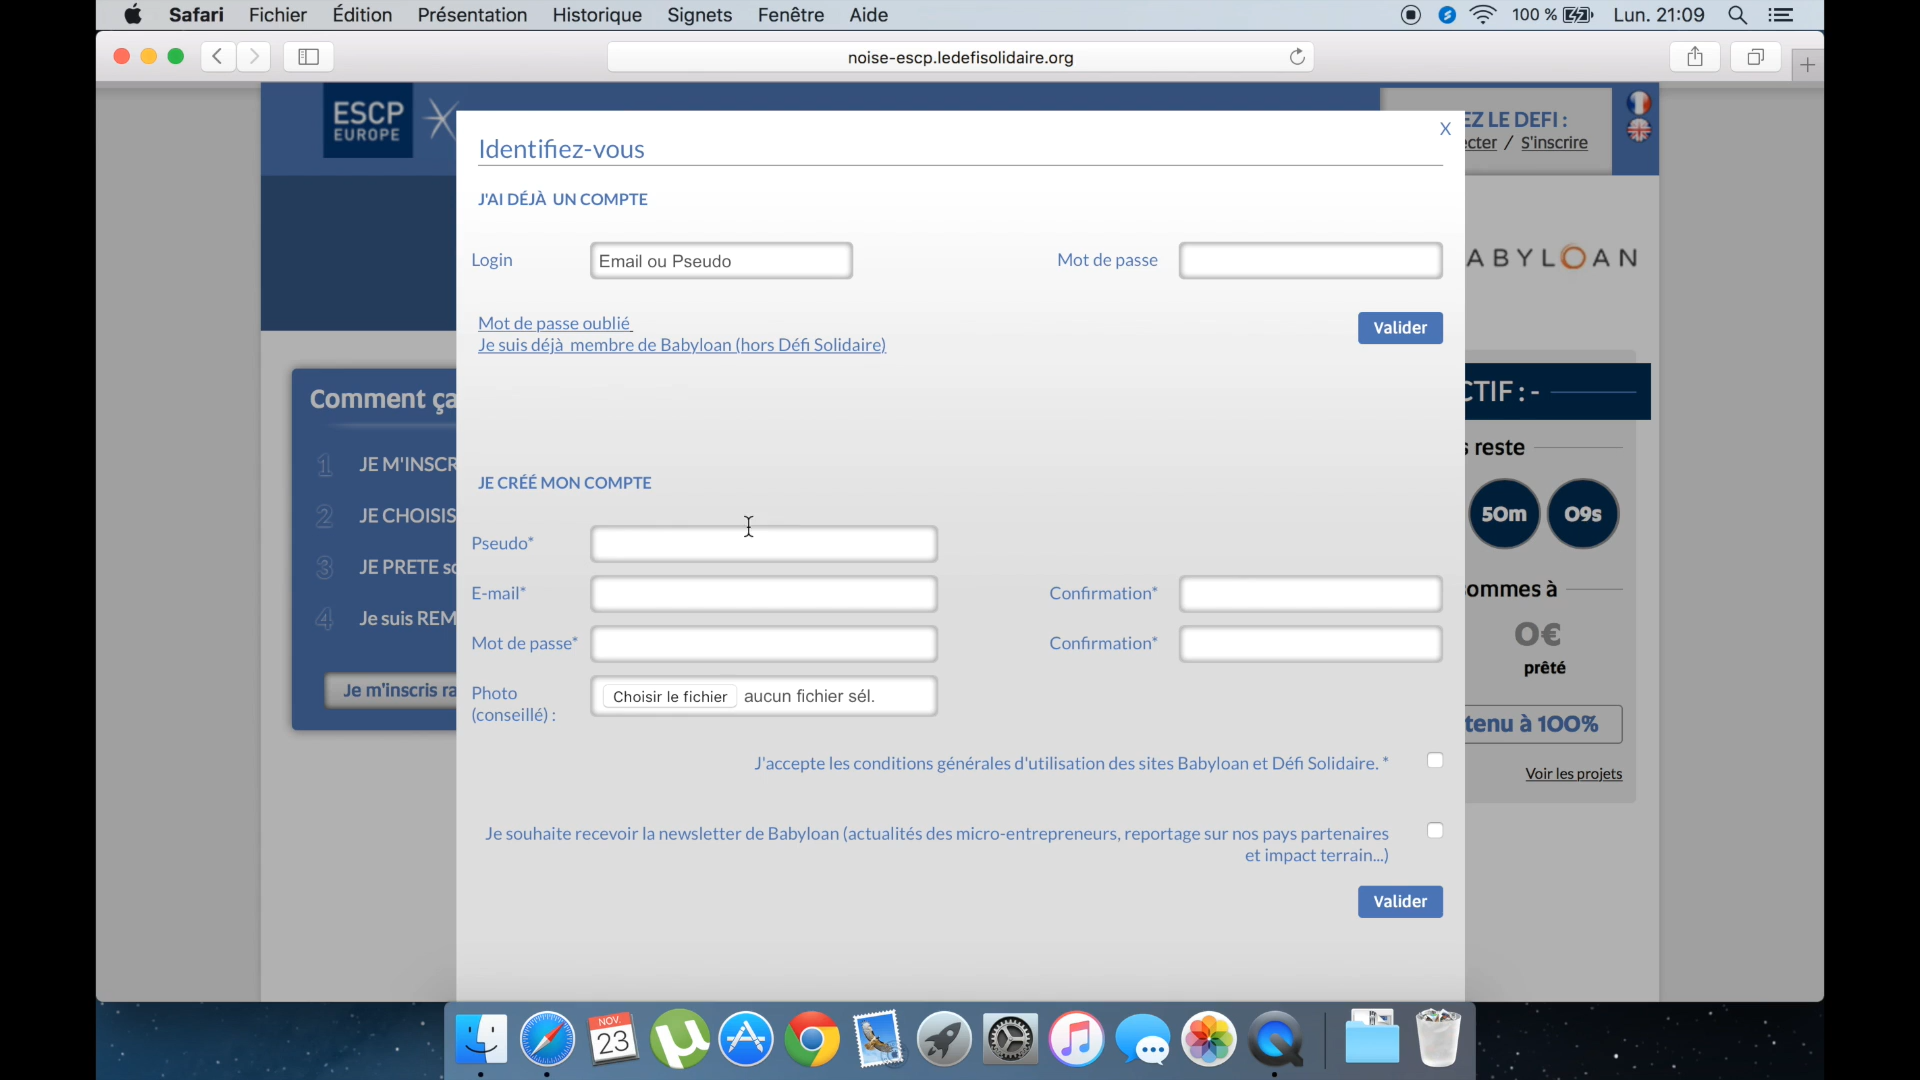 Safari Fichier Édition Présentation Historique Signets Fenêtre Aide 100 % Lun. 21:09
noise-escp.ledefisolidaire.org
ESCP
EUROPE
EZ LE DEFI :
ecter / S'inscrire
Identifiez-vous
X
J'AI DÉJÀ UN COMPTE
Login Email ou Pseudo Mot de passe
ABYLOAN
Mot de passe oublié
Je suis déjà membre de Babyloan (hors Défi Solidaire)
Valider
Comment ça
CTIF : -
s reste
1 JE M'INSCR
2 JE CHOISIS
50m 09s
3 JE PRETE so
4 Je suis REM
JE CRÉÉ MON COMPTE
Pseudo*
E-mail* Confirmation*
ommes à
0€
prêté
Mot de passe* Confirmation*
Je m'inscris ra
Photo
(conseillé) :
Choisir le fichier aucun fichier sél.
tenu à 100%
J'accepte les conditions générales d'utilisation des sites Babyloan et Défi Solidaire. *
Voir les projets
Je souhaite recevoir la newsletter de Babyloan (actualités des micro-entrepreneurs, reportage sur nos pays partenaires
et impact terrain...)
Valider
NOV.
23